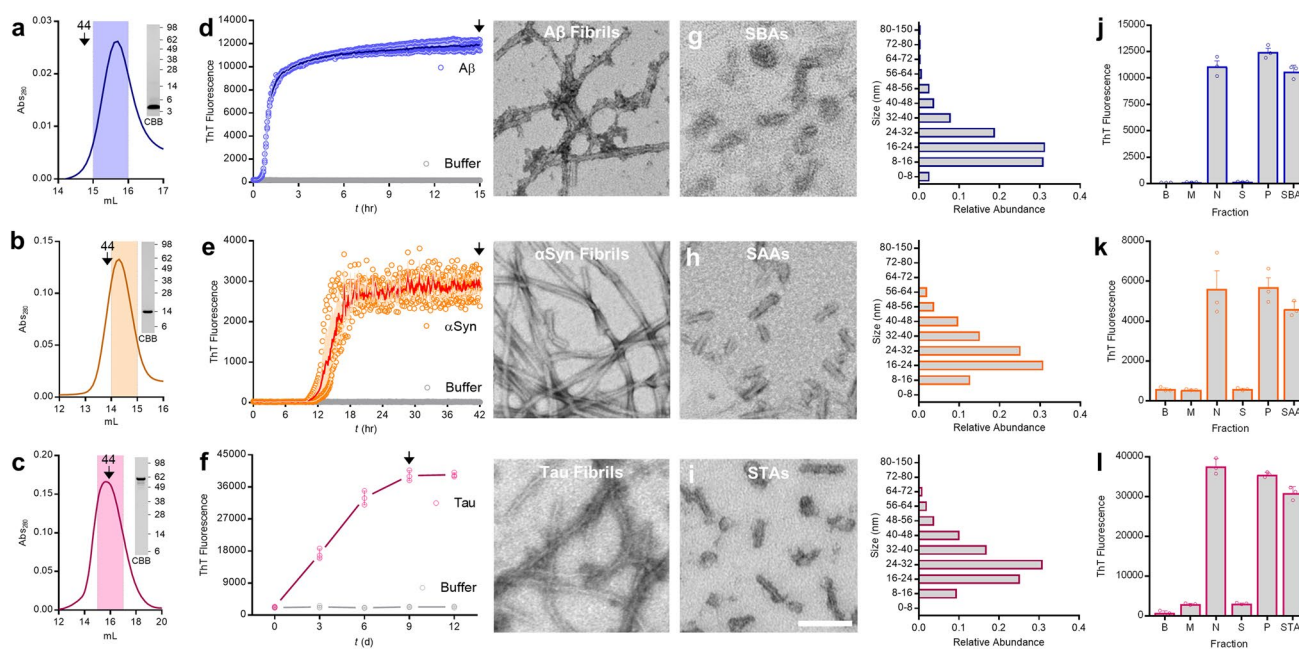 a
44
0.03
0.02
0.01
0.00
Abs280
14
15
16
17
mL
98
62
49
38
28
14
6
3
CBB
d
14000
12000
10000
8000
6000
4000
2000
0
ThT Fluorescence
Aβ
Buffer
0
3
6
9
12
15
t (hr)
Aβ Fibrils
g
SBAs
Size (nm)
80-150
72-80
64-72
56-64
48-56
40-48
32-40
24-32
16-24
8-16
0-8
0.0
0.1
0.2
0.3
0.4
Relative Abundance
j
15000
12500
10000
7500
5000
2500
0
ThT Fluorescence
B
M
N
S
P
SBA
Fraction
b
44
0.15
0.10
0.05
0.00
Abs280
12
13
14
15
16
mL
98
62
49
38
28
14
6
CBB
e
4000
3000
2000
1000
0
ThT Fluorescence
αSyn
Buffer
0
6
12
18
24
30
36
42
t (hr)
αSyn Fibrils
h
SAAs
Size (nm)
80-150
72-80
64-72
56-64
48-56
40-48
32-40
24-32
16-24
8-16
0-8
0.0
0.1
0.2
0.3
0.4
Relative Abundance
k
8000
6000
4000
2000
0
ThT Fluorescence
B
M
N
S
P
SAA
Fraction
c
44
0.20
0.15
0.10
0.05
0.00
Abs280
12
14
16
18
20
mL
98
62
49
38
28
14
6
CBB
f
45000
36000
27000
18000
9000
0
ThT Fluorescence
Tau
Buffer
0
3
6
9
12
t (d)
Tau Fibrils
i
STAs
Size (nm)
80-150
72-80
64-72
56-64
48-56
40-48
32-40
24-32
16-24
8-16
0-8
0.0
0.1
0.2
0.3
0.4
Relative Abundance
l
40000
30000
20000
10000
0
ThT Fluorescence
B
M
N
S
P
STA
Fraction